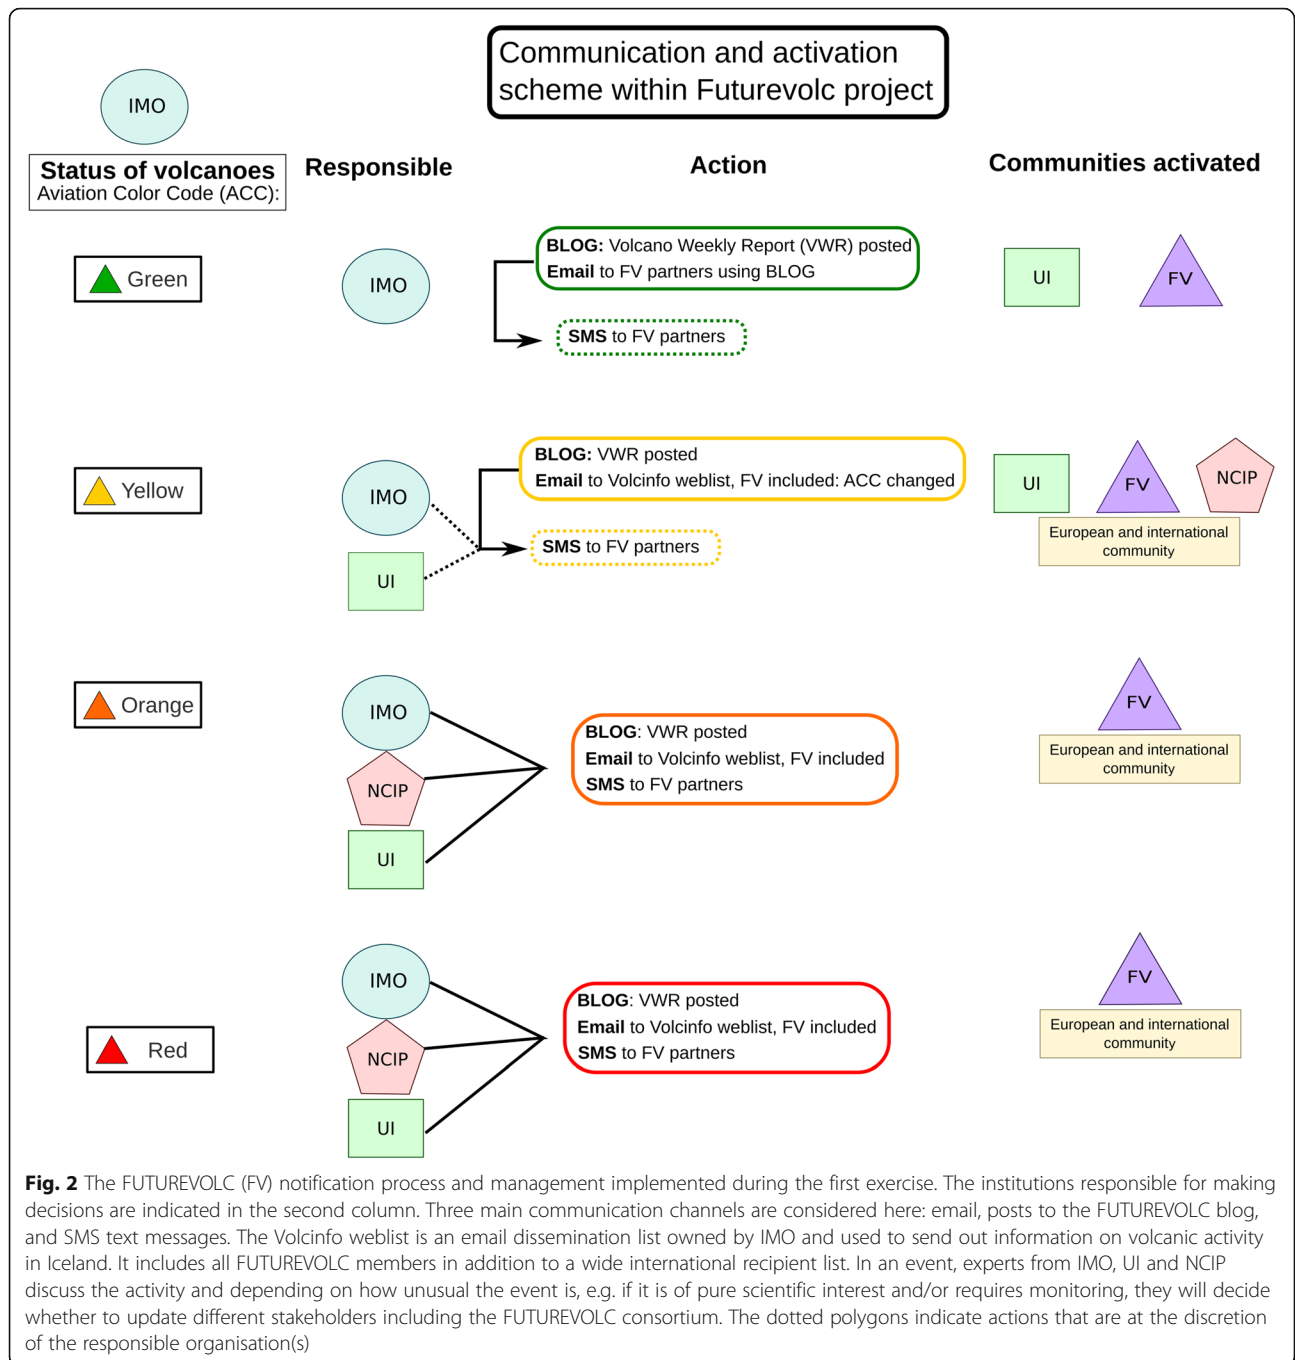 Communication and activation
scheme within Futurevolc project
IMO
Status of volcanoes
Aviation Color Code (ACC):
Responsible
Action
Communities activated
Green
IMO
BLOG: Volcano Weekly Report (VWR) posted
Email to FV partners using BLOG
SMS to FV partners
UI
FV
Yellow
IMO
UI
BLOG: VWR posted
Email to Volcinfo weblist, FV included: ACC changed
SMS to FV partners
UI
FV
NCIP
European and international
community
Orange
IMO
NCIP
UI
BLOG: VWR posted
Email to Volcinfo weblist, FV included
SMS to FV partners
FV
European and international
community
Red
IMO
NCIP
UI
BLOG: VWR posted
Email to Volcinfo weblist, FV included
SMS to FV partners
FV
European and international
community
Fig. 2 The FUTUREVOLC (FV) notification process and management implemented during the first exercise. The institutions responsible for making
decisions are indicated in the second column. Three main communication channels are considered here: email, posts to the FUTUREVOLC blog,
and SMS text messages. The Volcinfo weblist is an email dissemination list owned by IMO and used to send out information on volcanic activity
in Iceland. It includes all FUTUREVOLC members in addition to a wide international recipient list. In an event, experts from IMO, UI and NCIP
discuss the activity and depending on how unusual the event is, e.g. if it is of pure scientific interest and/or requires monitoring, they will decide
whether to update different stakeholders including the FUTUREVOLC consortium. The dotted polygons indicate actions that are at the discretion
of the responsible organisation(s)